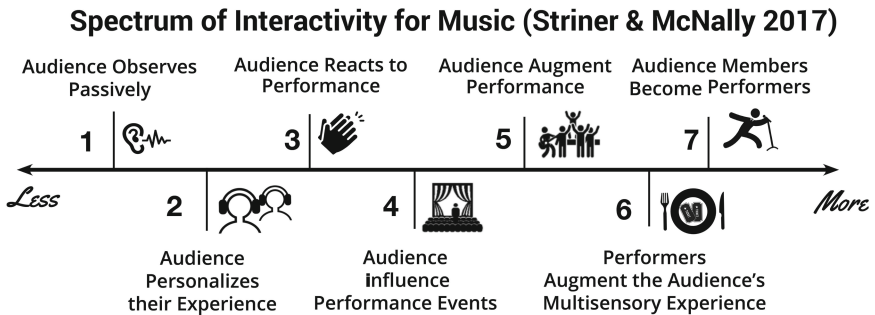 Spectrum of Interactivity for Music (Striner & McNally 2017)
Audience Observes
Passively
Audience Reacts to
Performance
Audience Augment
Performance
Audience Members
Become Performers
1
3
5
7
Less
More
2
4
6
Audience
Personalizes
their Experience
Audience
influence
Performance Events
Performers
Augment the Audience's
Multisensory Experience